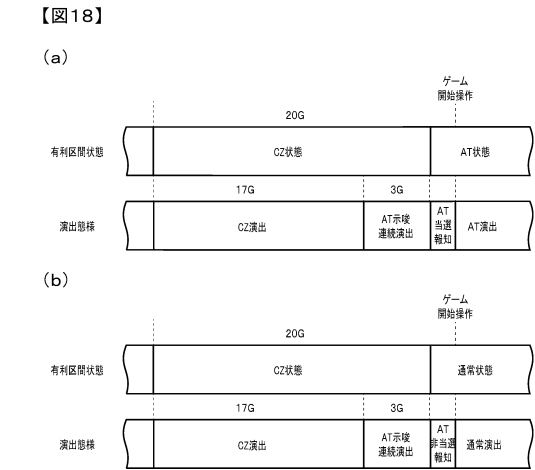 【図18】
(a)
ゲーム
開始操作
20G
有利区間状態
CZ状態
AT状態
17G
3G
演出態様
CZ演出
AT示唆
連続演出
AT
当選
報知
AT演出
(b)
ゲーム
開始操作
20G
有利区間状態
CZ状態
通常状態
17G
3G
演出態様
CZ演出
AT示唆
連続演出
AT
非当選
報知
通常演出